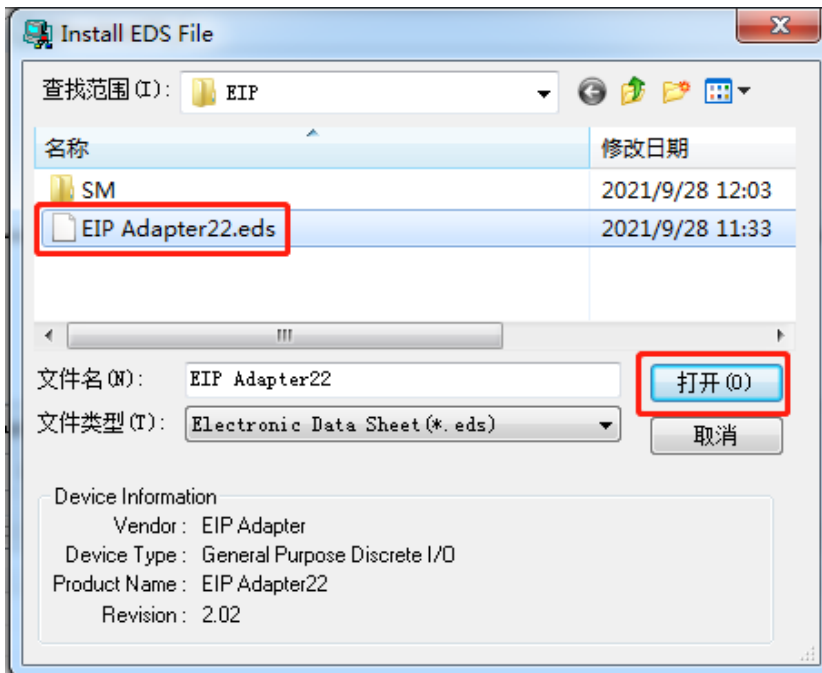 Install EDS File
查找范围(I): EIP
名称 修改日期
SM 2021/9/28 12:03
EIP Adapter22.eds 2021/9/28 11:33
文件名(N): EIP Adapter22 打开(O)
文件类型(T): Electronic Data Sheet(*.eds) 取消
Device Information
Vendor : EIP Adapter
Device Type : General Purpose Discrete I/O
Product Name : EIP Adapter22
Revision : 2.02